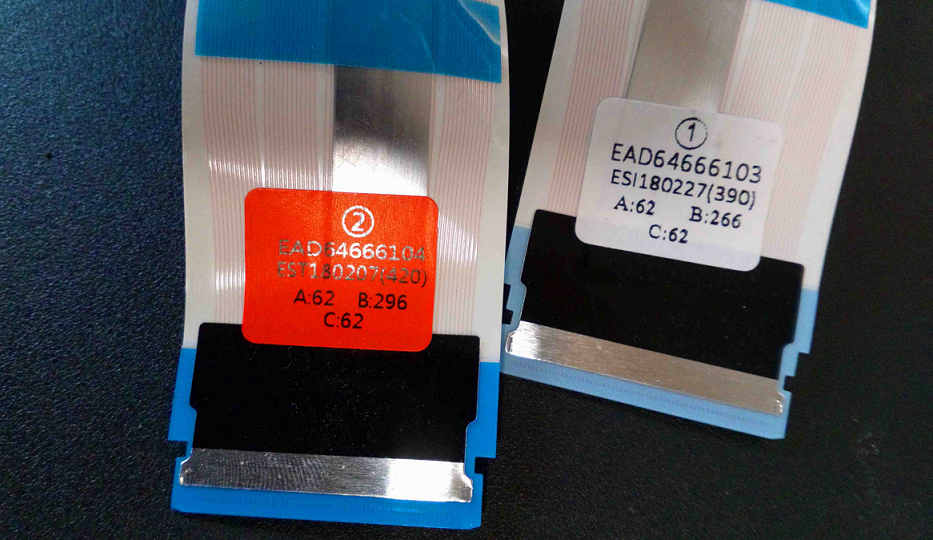 ②
EAD64666104
EST180207(420)
A:62 B:296
C:62
①
EAD64666103
ESI180227(390)
A:62 B:266
C:62